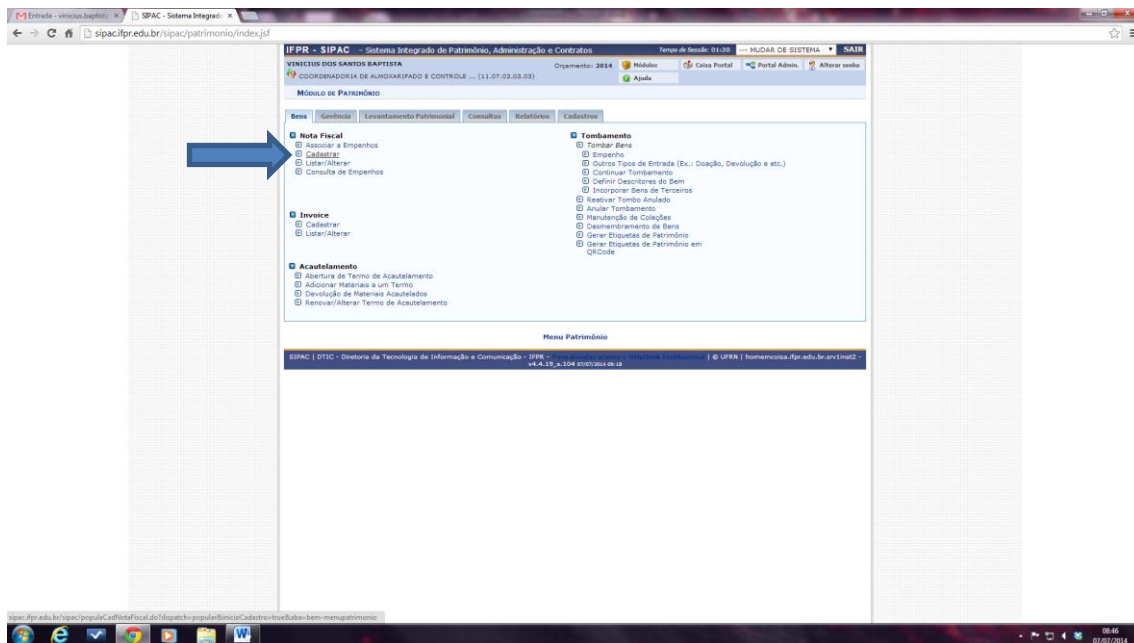 Entrada - vinicius.baptist
SIPAC - Sistema Integrad
sipac.ifpr.edu.br/sipac/patrimonio/index.jsf
IFPR - SIPAC - Sistema Integrado de Patrimônio, Administração e Contratos
Tempo de Sessão: 01:30
--- MUDAR DE SISTEMA
SAIR
VINICIUS DOS SANTOS BAPTISTA
Orçamento: 2014
Módulos
Caixa Postal
Portal Admin.
Alterar senha
COORDENADORIA DE ALMOXARIFADO E CONTROLE ... (11.07.03.03.03)
Ajuda
MÓDULO DE PATRIMÔNIO
Bens
Gerência
Levantamento Patrimonial
Consultas
Relatórios
Cadastros
Nota Fiscal
Associar a Empenhos
Cadastrar
Listar/Alterar
Consulta de Empenhos
Invoice
Cadastrar
Listar/Alterar
Acautelamento
Abertura de Termo de Acautelamento
Adicionar Materiais a um Termo
Devolução de Materiais Acautelados
Renovar/Alterar Termo de Acautelamento
Tombamento
Tombar Bens
Empenho
Outros Tipos de Entrada (Ex.: Doação, Devolução e etc.)
Continuar Tombamento
Definir Descritores do Bem
Incorporar Bens de Terceiros
Reativar Tombo Anulado
Anular Tombamento
Manutenção de Coleções
Desmembramento de Bens
Gerar Etiquetas de Patrimônio
Gerar Etiquetas de Patrimônio em
QRCode
Menu Patrimônio
SIPAC | DTIC - Diretoria da Tecnologia de Informação e Comunicação - IFPR - | © UFRN | homemcoisa.ifpr.edu.br.srv1inst2 -
v4.4.19_s.104 07/07/2014 09:18
sipac.ifpr.edu.br/sipac/populaCadNotaFiscal.do?dispatch=popular&inicioCadastro=true&aba=bem-menupatrimonio
08:46
07/07/2014